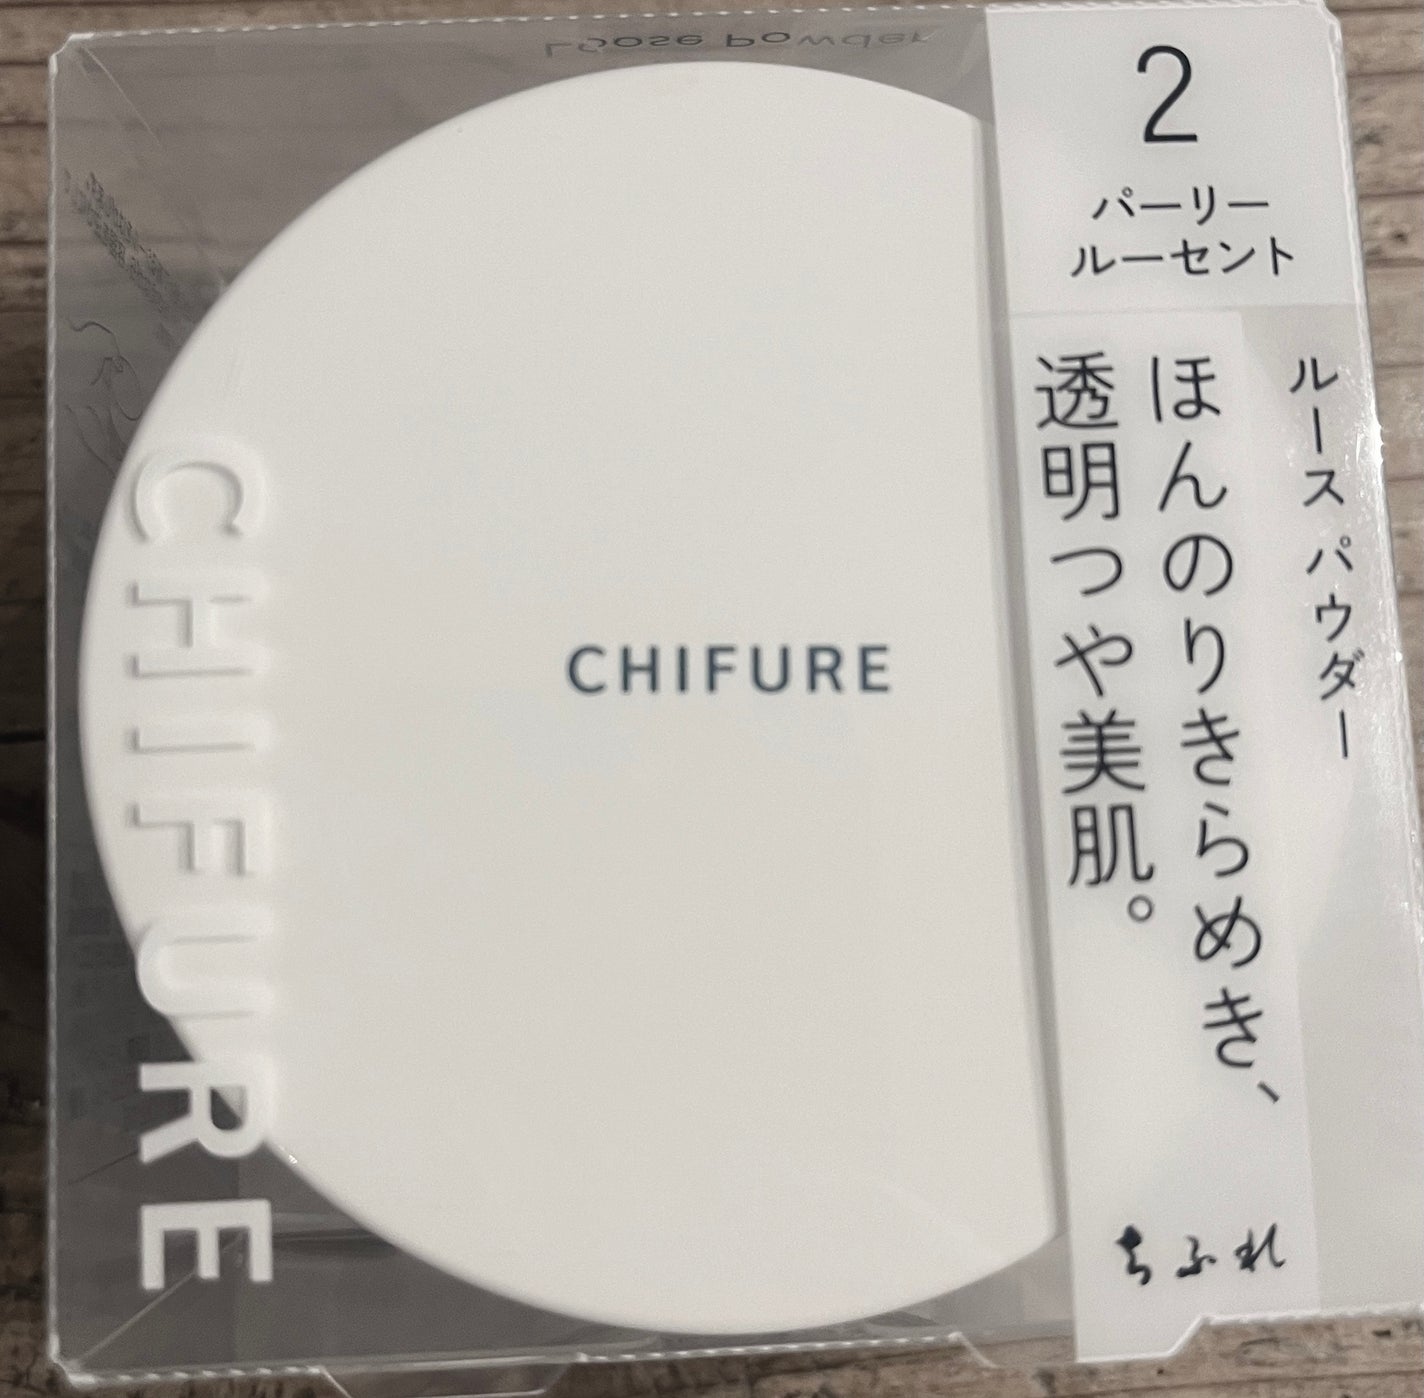 Loose Powder
2
パーリー
ルーセント
ルース パウダー
ほんのりきらめき、
透明つや美肌。
ちふれ
CHIFURE
CHIFURE